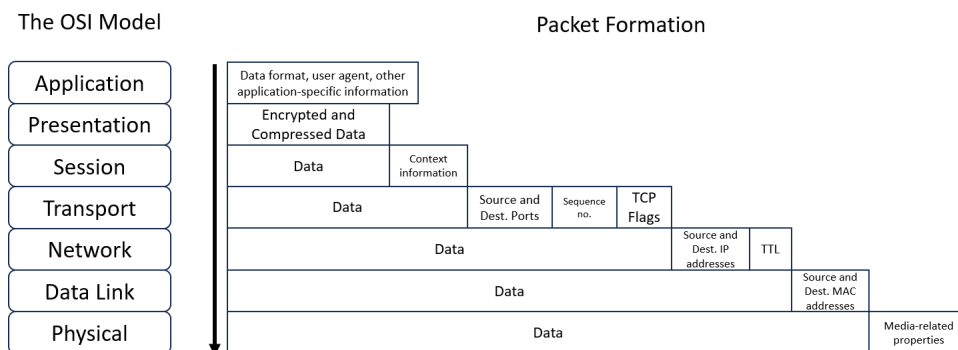 The OSI Model
Packet Formation
Application
Data format, user agent, other
application-specific information
Presentation
Encrypted and
Compressed Data
Session
Data
Context
information
Transport
Data
Source and
Dest. Ports
Sequence
no.
TCP
Flags
Network
Data
Source and
Dest. IP
addresses
TTL
Data Link
Data
Source and
Dest. MAC
addresses
Physical
Data
Media-related
properties